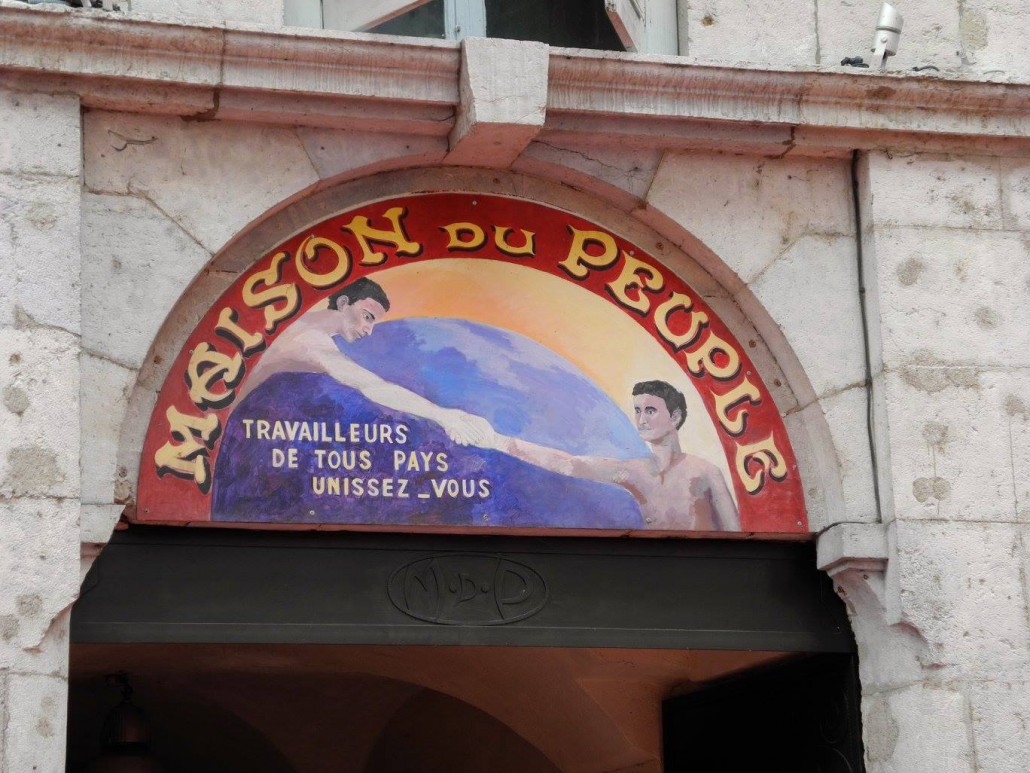 MAISON DU PEUPLE
TRAVAILLEURS
DE TOUS PAYS
UNISSEZ_VOUS
M·D·P